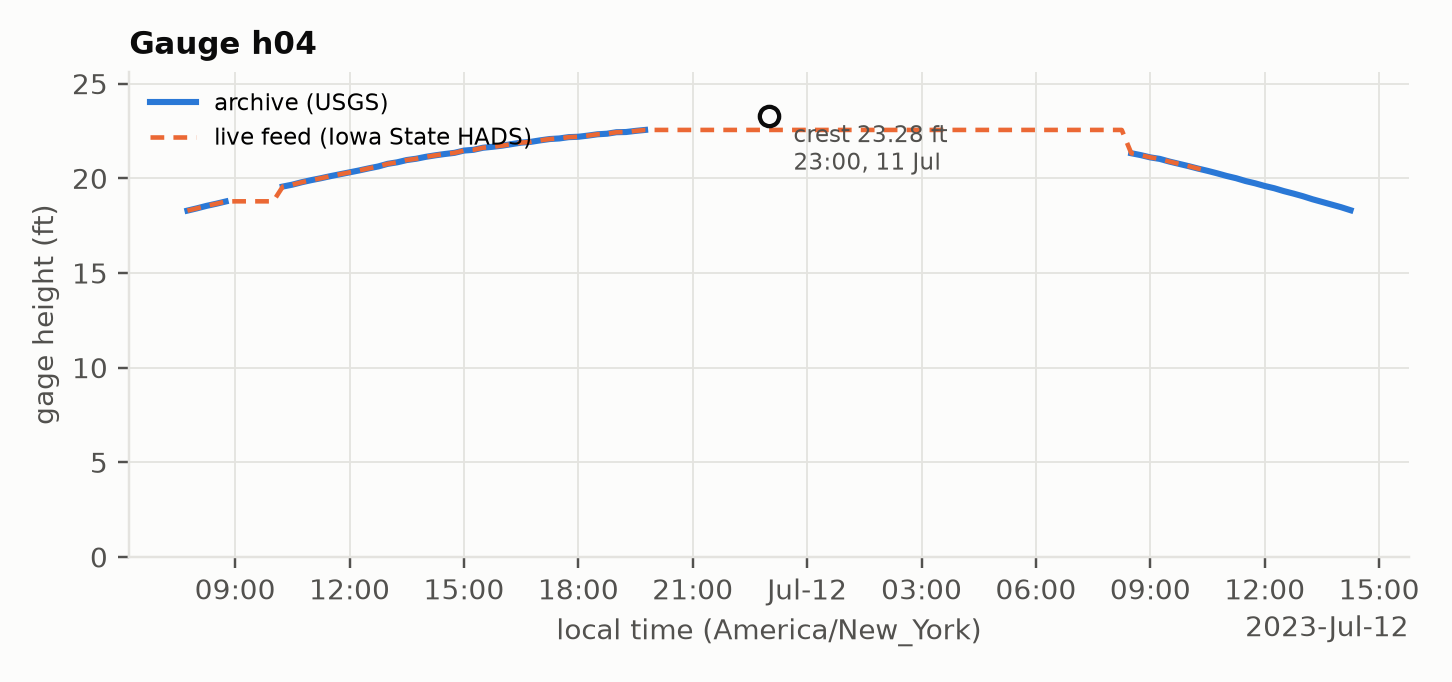 Gauge h04
archive (USGS)
live feed (Iowa State HADS)
crest 23.28 ft
23:00, 11 Jul
gage height (ft)
25
20
15
10
5
0
09:00 12:00 15:00 18:00 21:00 Jul-12 03:00 06:00 09:00 12:00 15:00
local time (America/New_York)
2023-Jul-12